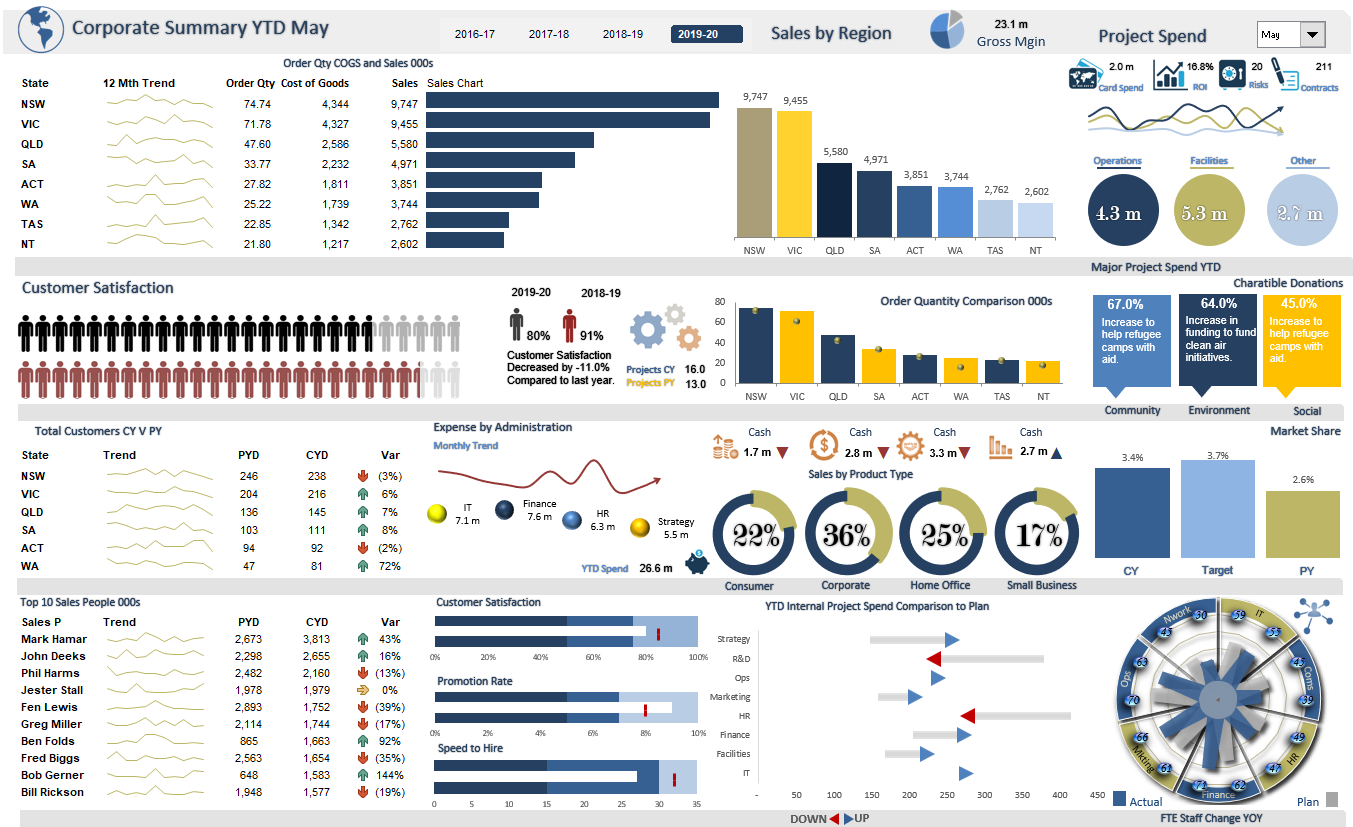 Corporate Summary YTD May
2016-17 2017-18 2018-19 2019-20
Sales by Region
23.1 m
Gross Mgin
Project Spend
May
Order Qty COGS and Sales 000s
State 12 Mth Trend Order Qty Cost of Goods Sales Sales Chart
NSW 74.74 4,344 9,747
VIC 71.78 4,327 9,455
QLD 47.60 2,586 5,580
SA 33.77 2,232 4,971
ACT 27.82 1,811 3,851
WA 25.22 1,739 3,744
TAS 22.85 1,342 2,762
NT 21.80 1,217 2,602
9,747 9,455 5,580 4,971 3,851 3,744 2,762 2,602
NSW VIC QLD SA ACT WA TAS NT
2.0 m 16.8% 20 211
Card Spend ROI Risks Contracts
Operations Facilities Other
4.3 m 5.3 m 2.7 m
Major Project Spend YTD
Customer Satisfaction
2019-20 2018-19
80% 91%
Customer Satisfaction
Decreased by -11.0%
Compared to last year.
Projects CY 16.0
Projects PY 13.0
Order Quantity Comparison 000s
80
60
40
20
0
NSW VIC QLD SA ACT WA TAS NT
Charatible Donations
67.0%
Increase to
help refugee
camps with
aid.
64.0%
Increase in
funding to fund
clean air
initiatives.
45.0%
Increase to
help refugee
camps with
aid.
Community Environment Social
Total Customers CY V PY
State Trend PYD CYD Var
NSW 246 238 (3%)
VIC 204 216 6%
QLD 136 145 7%
SA 103 111 8%
ACT 94 92 (2%)
WA 47 81 72%
Expense by Administration
Monthly Trend
IT
7.1 m
Finance
7.6 m
HR
6.3 m
Strategy
5.5 m
YTD Spend 26.6 m
Cash Cash Cash Cash
1.7 m 2.8 m 3.3 m 2.7 m
Sales by Product Type
22% 36% 25% 17%
Consumer Corporate Home Office Small Business
Market Share
3.4% 3.7% 2.6%
CY Target PY
Top 10 Sales People 000s
Sales P Trend PYD CYD Var
Mark Hamar 2,673 3,813 43%
John Deeks 2,298 2,655 16%
Phil Harms 2,482 2,160 (13%)
Jester Stall 1,978 1,979 0%
Fen Lewis 2,893 1,752 (39%)
Greg Miller 2,114 1,744 (17%)
Ben Folds 865 1,663 92%
Fred Biggs 2,563 1,654 (35%)
Bob Gerner 648 1,583 144%
Bill Rickson 1,948 1,577 (19%)
Customer Satisfaction
0% 20% 40% 60% 80% 100%
Promotion Rate
0% 20% 40% 60% 80% 100%
Speed to Hire
0 5 10 15 20 25 30 35
YTD Internal Project Spend Comparison to Plan
Strategy
R&D
Ops
Marketing
HR
Finance
Facilities
IT
- 50 100 150 200 250 300 350 400 450
DOWN UP
Nwork 30 59 IT
45 55
63 45
Ops Coms
70 39
66 49
Mkting HR
61 47
71 62
Finance
Actual Plan
FTE Staff Change YOY